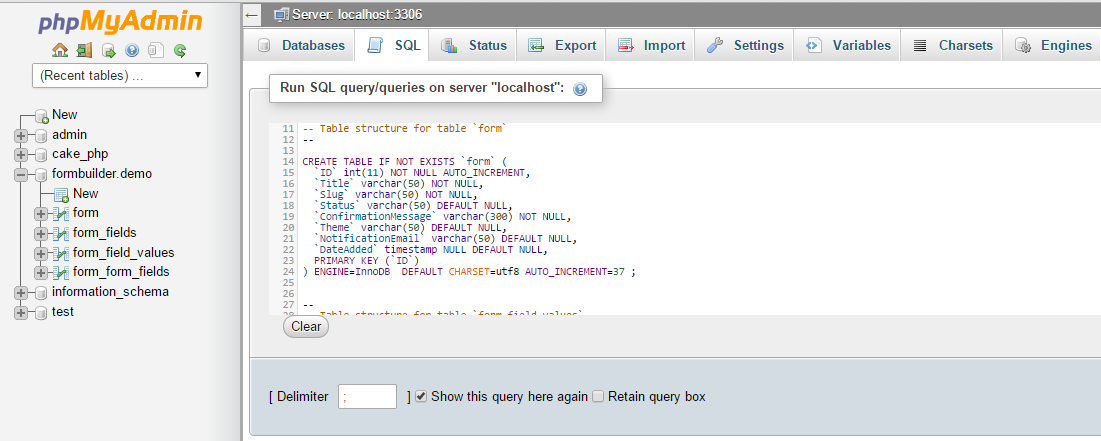 phpMyAdmin
(Recent tables) ...
New
admin
cake_php
formbuilder.demo
New
form
form_fields
form_field_values
form_form_fields
information_schema
test
Server: localhost:3306
Databases SQL Status Export Import Settings Variables Charsets Engines
Run SQL query/queries on server "localhost":
11 -- Table structure for table `form`
12 --
13
14 CREATE TABLE IF NOT EXISTS `form` (
15 `ID` int(11) NOT NULL AUTO_INCREMENT,
16 `Title` varchar(50) NOT NULL,
17 `Slug` varchar(50) NOT NULL,
18 `Status` varchar(50) DEFAULT NULL,
19 `ConfirmationMessage` varchar(300) NOT NULL,
20 `Theme` varchar(50) DEFAULT NULL,
21 `NotificationEmail` varchar(50) DEFAULT NULL,
22 `DateAdded` timestamp NULL DEFAULT NULL,
23 PRIMARY KEY (`ID`)
24 ) ENGINE=InnoDB  DEFAULT CHARSET=utf8 AUTO_INCREMENT=37 ;
25
26
27 --
28 -- Table structure for table `form_field_values`
Clear
[ Delimiter ; ] Show this query here again Retain query box